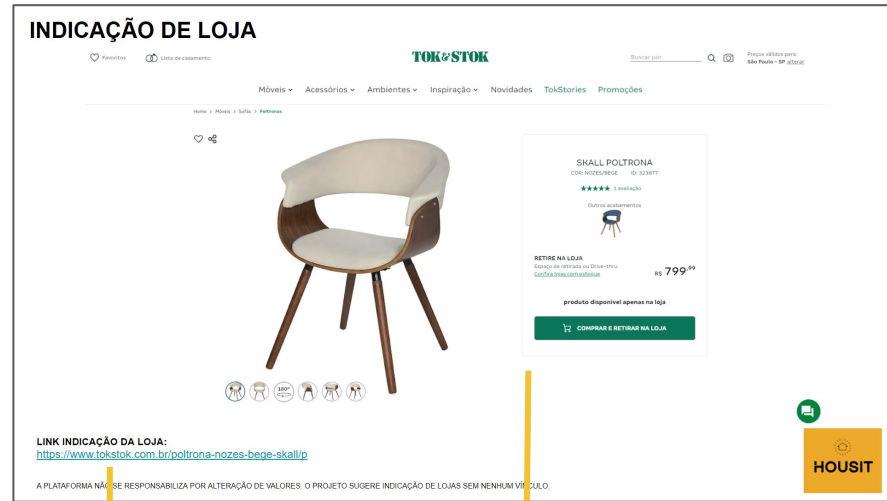 INDICAÇÃO DE LOJA
Favoritos
Lista de casamento
TOK&STOK
Buscar por
Preços válidos para:
São Paulo - SP alterar
Móveis Acessórios Ambientes Inspiração Novidades TokStories Promoções
Home > Móveis > Sofás > Poltronas
SKALL POLTRONA
COR: NOZES/BEGE ID: 323877
1 avaliação
Outros acabamentos
RETIRE NA LOJA
Espaço de retirada ou Drive-thru.
Confira lojas com estoque
R$ 799,99
produto disponível apenas na loja
COMPRAR E RETIRAR NA LOJA
180°
LINK INDICAÇÃO DA LOJA:
https://www.tokstok.com.br/poltrona-nozes-bege-skall/p
HOUSIT
A PLATAFORMA NÃO SE RESPONSABILIZA POR ALTERAÇÃO DE VALORES. O PROJETO SUGERE INDICAÇÃO DE LOJAS SEM NENHUM VÍNCULO.